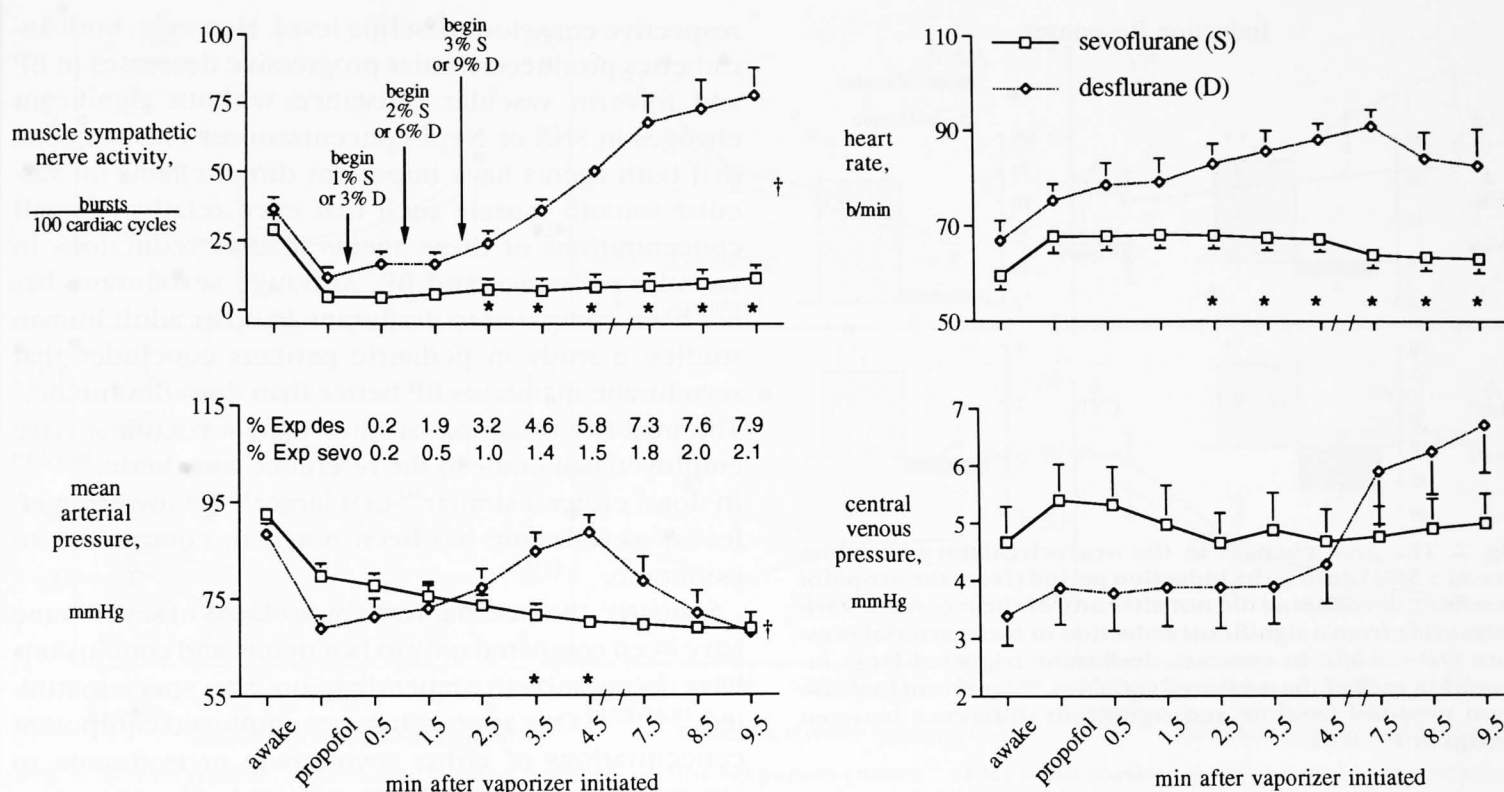 100
75
50
25
0
muscle sympathetic
nerve activity,
bursts
100 cardiac cycles
begin
1% S
or 3% D
begin
2% S
or 6% D
begin
3% S
or 9% D
†
* * * * * *
110
90
70
50
heart
rate,
b/min
sevoflurane (S)
desflurane (D)
* * * * * *
115
95
75
55
mean
arterial
pressure,
mmHg
% Exp des 0.2 1.9 3.2 4.6 5.8 7.3 7.6 7.9
% Exp sevo 0.2 0.5 1.0 1.4 1.5 1.8 2.0 2.1
†
* *
awake propofol 0.5 1.5 2.5 3.5 4.5 7.5 8.5 9.5
min after vaporizer initiated
7
6
5
4
3
2
central
venous
pressure,
mmHg
awake propofol 0.5 1.5 2.5 3.5 4.5 7.5 8.5 9.5
min after vaporizer initiated